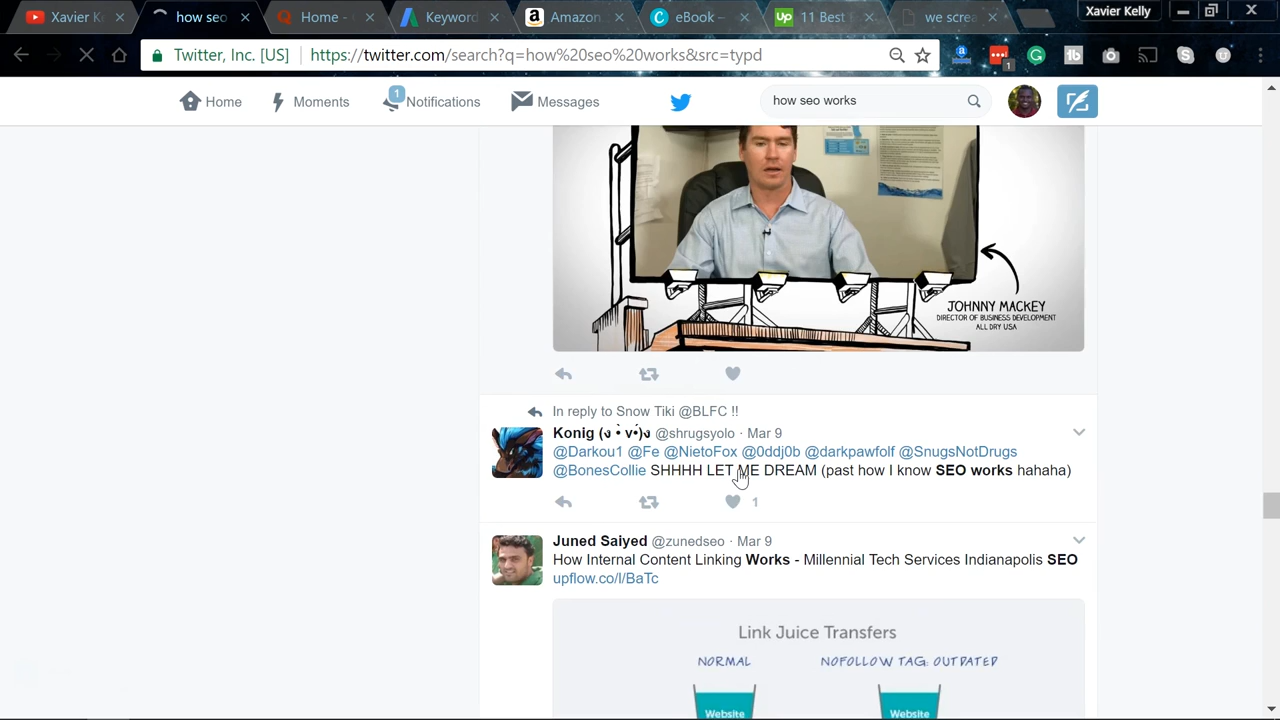 Xavier K
how seo
Home -
Keyword
Amazon
eBook –
11 Best
we screa
Xavier Kelly
Twitter, Inc. [US]
https://twitter.com/search?q=how%20seo%20works&src=typd
1
Home
Moments
1
Notifications
Messages
how seo works
JOHNNY MACKEY
DIRECTOR OF BUSINESS DEVELOPMENT
ALL DRY USA
In reply to Snow Tiki @BLFC !!
@shrugsyolo · Mar 9
@Darkou1 @Fe @NietoFox @0ddj0b @darkpawfolf @SnugsNotDrugs
@BonesCollie SHHHH LET ME DREAM (past how I know SEO works hahaha)
1
Juned Saiyed @zunedseo · Mar 9
How Internal Content Linking Works - Millennial Tech Services Indianapolis SEO
upflow.co/l/BaTc
Link Juice Transfers
NORMAL
NOFOLLOW TAG: OUTDATED
Website
Website